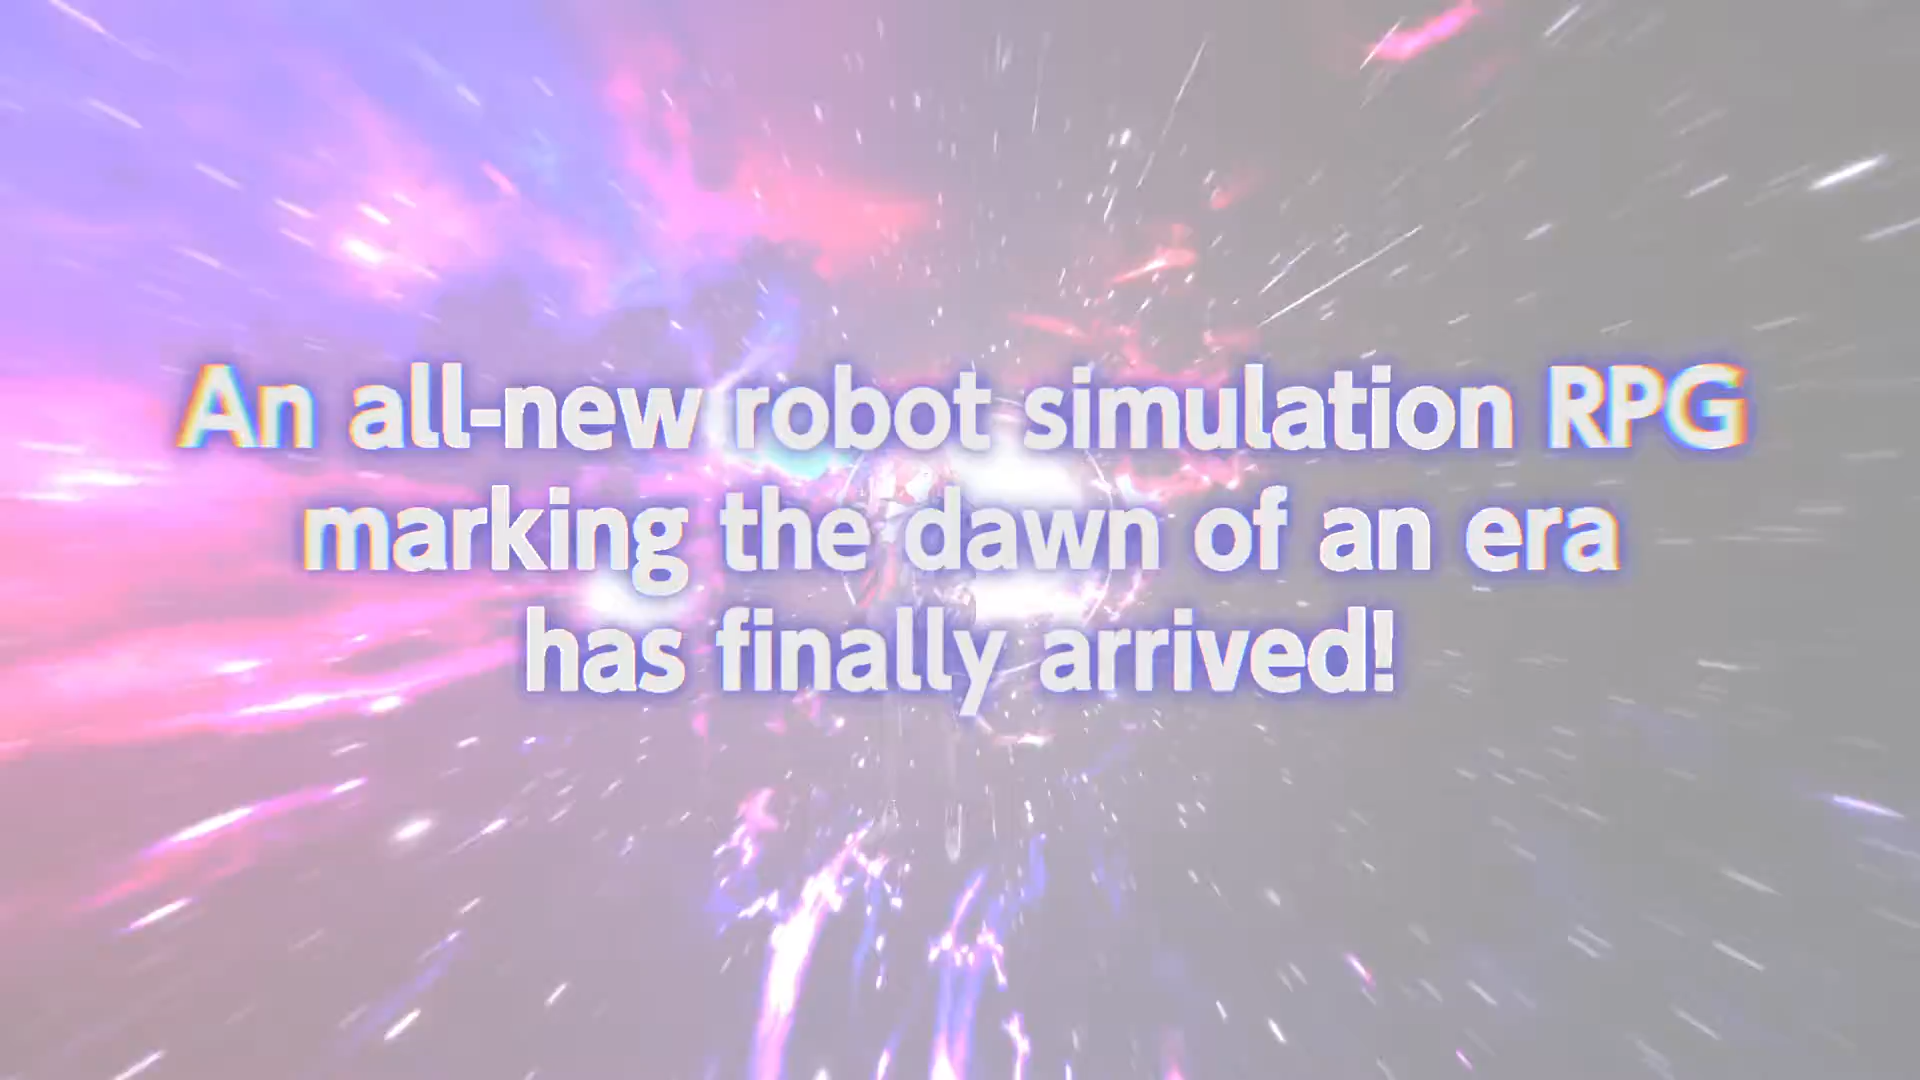 An all-new robot simulation RPG
marking the dawn of an era
has finally arrived!